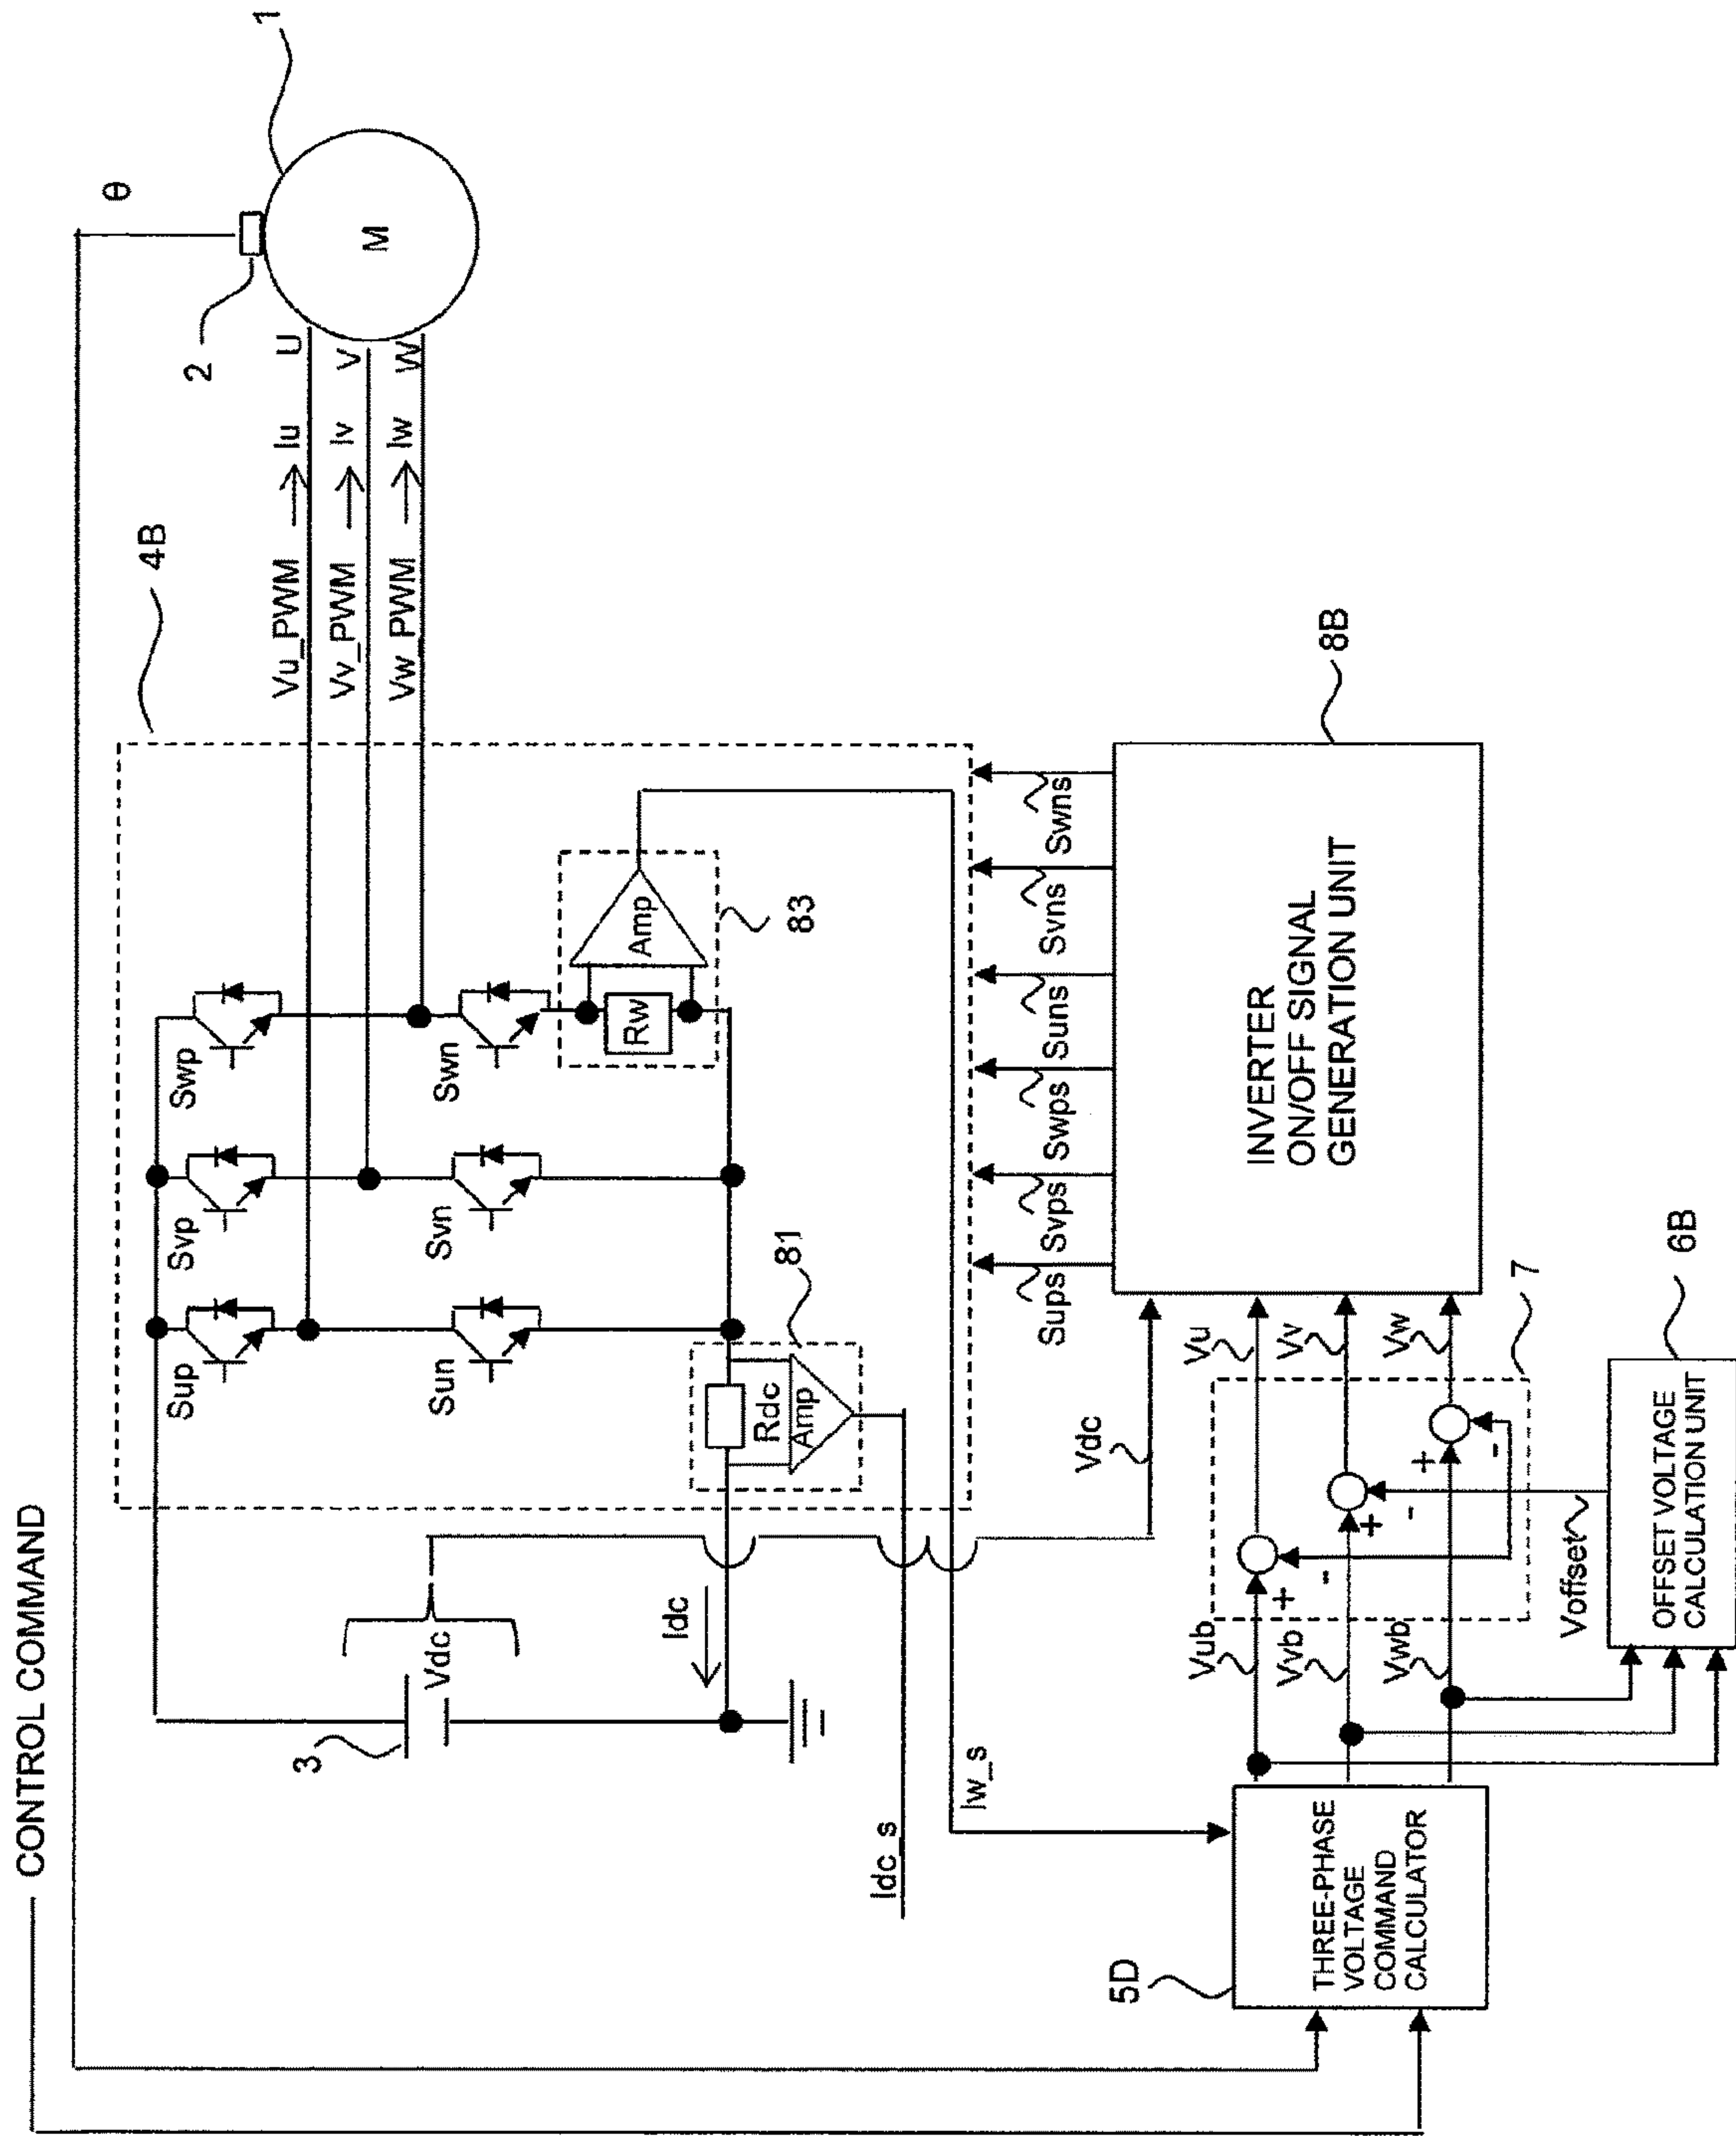 CONTROL COMMAND
θ
1
2
M
U
V
W
Iu
Iv
Iw
Vu_PWM
Vv_PWM
Vw_PWM
4B
Sup
Svp
Swp
Sun
Svn
Swn
Rw
Amp
83
81
Rdc
Amp
3
Vdc
Idc
Idc_s
Iw_s
Vdc
Sups
Svps
Swps
Suns
Svns
Swns
8B
INVERTER
ON/OFF SIGNAL
GENERATION UNIT
5D
THREE-PHASE
VOLTAGE
COMMAND
CALCULATOR
Vub
Vvb
Vwb
+
-
+
-
+
-
Vu
Vv
Vw
7
Voffset
6B
OFFSET VOLTAGE
CALCULATION UNIT